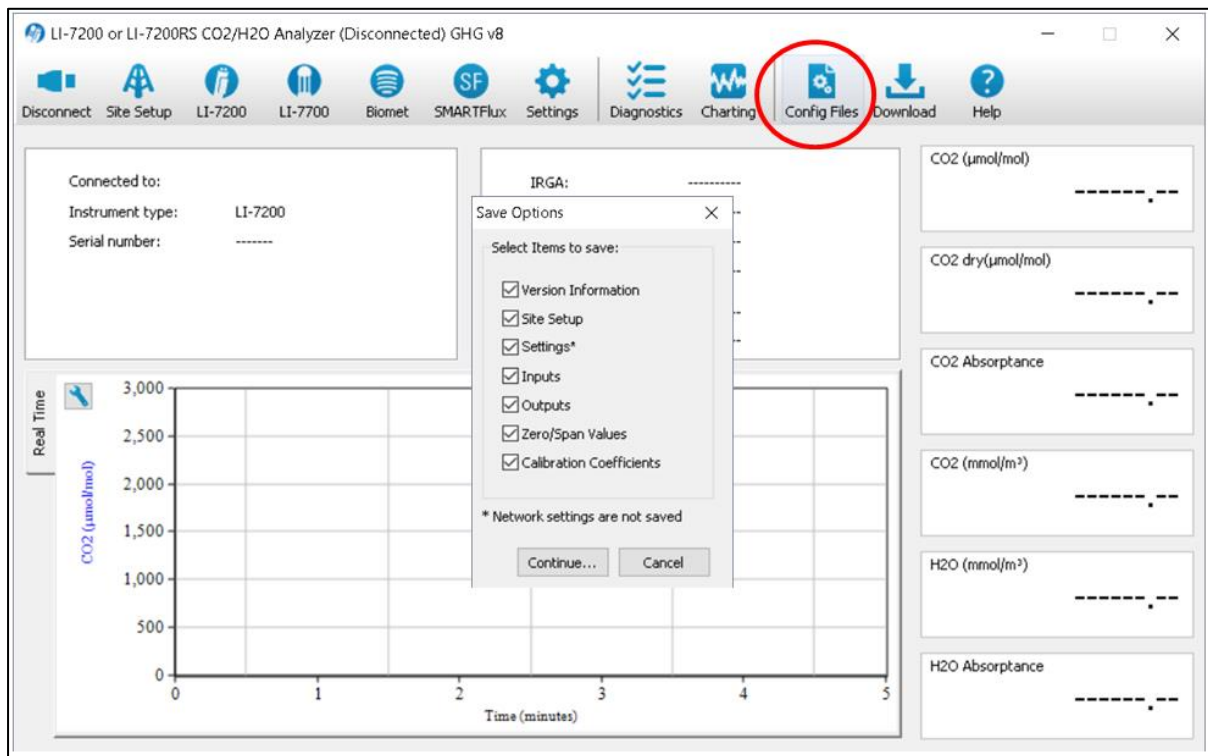 LI-7200 or LI-7200RS CO2/H2O Analyzer (Disconnected) GHG v8
Disconnect Site Setup LI-7200 LI-7700 Biomet SMARTFlux Settings Diagnostics Charting Config Files Download Help
SF
Connected to:
Instrument type: LI-7200
Serial number: -------
IRGA: ----------
Save Options
Select Items to save:
Version Information
Site Setup
Settings*
Inputs
Outputs
Zero/Span Values
Calibration Coefficients
* Network settings are not saved
Continue... Cancel
CO2 (µmol/mol)
------.--
CO2 dry(µmol/mol)
------.--
CO2 Absorptance
------.--
CO2 (mmol/m³)
------.--
H2O (mmol/m³)
------.--
H2O Absorptance
------.--
Real Time
CO2 (µmol/mol)
3,000
2,500
2,000
1,500
1,000
500
0
0 1 2 3 4 5
Time (minutes)